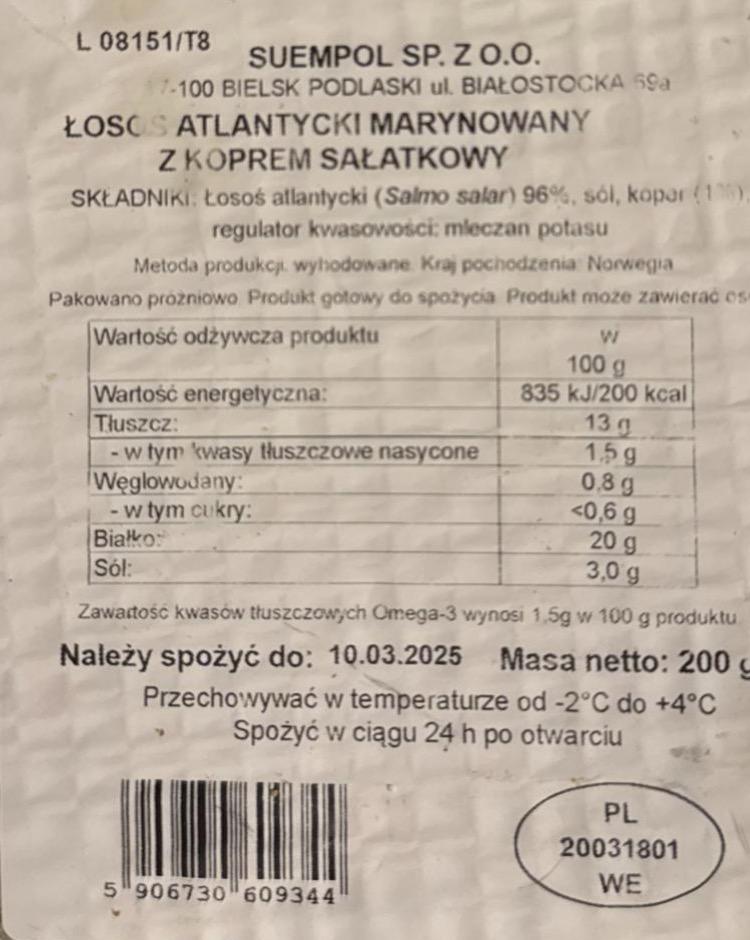 L 08151/T8
SUEMPOL SP. Z O.O.
-100 BIELSK PODLASKI ul. BIAŁOSTOCKA 69a
ŁOSOS ATLANTYCKI MARYNOWANY
Z KOPREM SAŁATKOWY
SKŁADNIKI: Łosoś atlantycki (Salmo salar) 96%, sól, koper (1%),
regulator kwasowości: mleczan potasu
Metoda produkcji: wyhodowane. Kraj pochodzenia: Norwegia
Pakowano próżniowo. Produkt gotowy do spożycia. Produkt może zawierać
Wartość odżywcza produktu w
100 g
Wartość energetyczna: 835 kJ/200 kcal
Tłuszcz: 13 g
- w tym kwasy tłuszczowe nasycone 1,5 g
Węglowodany: 0,8 g
- w tym cukry: <0,6 g
Białko: 20 g
Sól: 3,0 g
Zawartość kwasów tłuszczowych Omega-3 wynosi 1,5g w 100 g produktu
Należy spożyć do: 10.03.2025 Masa netto: 200 g
Przechowywać w temperaturze od -2°C do +4°C
Spożyć w ciągu 24 h po otwarciu
PL
20031801
WE
5 906730 609344